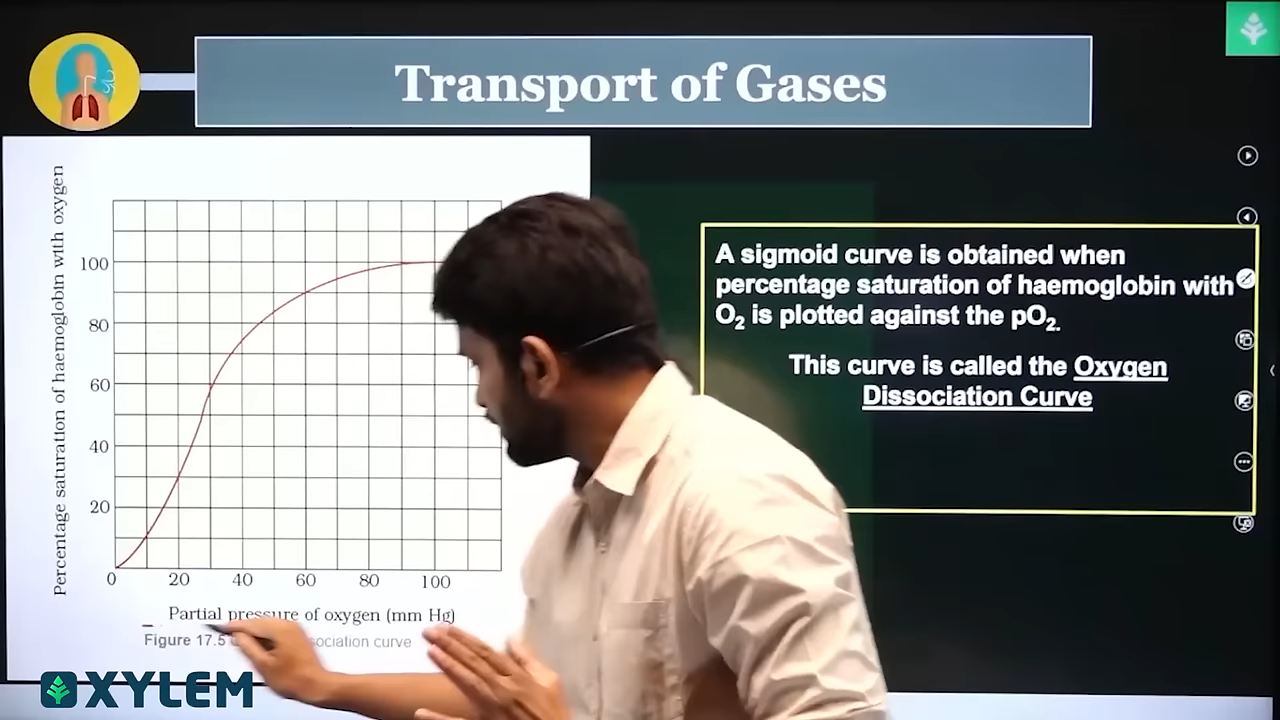 Transport of Gases
Percentage saturation of haemoglobin with oxygen
100
80
60
40
20
0 20 40 60 80 100
Partial pressure of oxygen (mm Hg)
Figure 17.5 dissociation curve
A sigmoid curve is obtained when
percentage saturation of haemoglobin with
O₂ is plotted against the pO₂.
This curve is called the Oxygen
Dissociation Curve
XYLEM